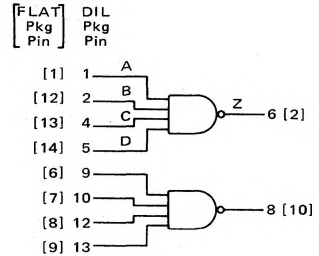 [FLAT] DIL
Pkg Pkg
Pin Pin
[1] 1 A
[12] 2 B
Z
6 [2]
[13] 4 C
[14] 5 D
[6] 9
[7] 10
8 [10]
[8] 12
[9] 13